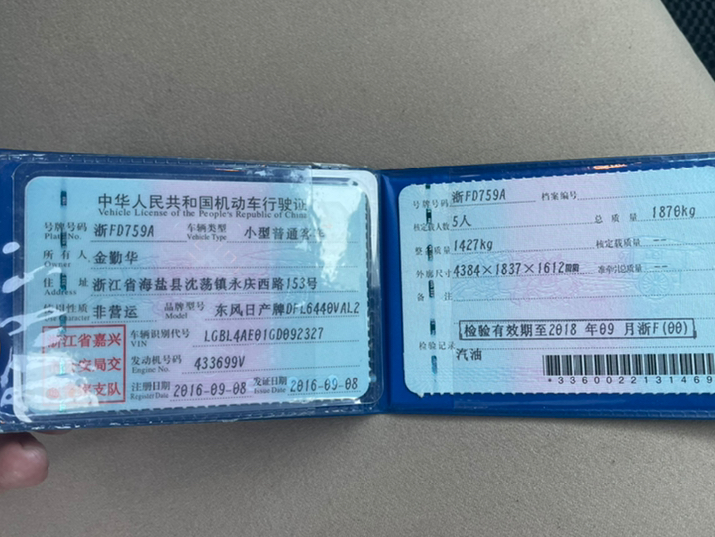 中华人民共和国机动车行驶证
Vehicle License of the People's Republic of China
号牌号码 浙FD759A 车辆类型 小型普通客车
Plate No. Vehicle Type
所有人 金勤华
Owner
住址 浙江省海盐县沈荡镇永庆西路153号
Address
使用性质 非营运 品牌型号 东风日产牌DFL6440VAL2
Use Character Model
浙江省嘉兴
市公安局交
通警察支队
车辆识别代号 LGBL4AE01GD092327
VIN
发动机号码 433699V
Engine No.
注册日期 2016-09-08 发证日期 2016-09-08
Register Date Issue Date
号牌号码 浙FD759A 档案编号
核定载人数 5人 总质量 1870kg
整备质量 1427kg 核定载质量 --
外廓尺寸 4384×1837×1612mm 准牵引总质量 --
备注
检验有效期至2018年09月浙F(00)
检验记录
汽油
*3360022131469